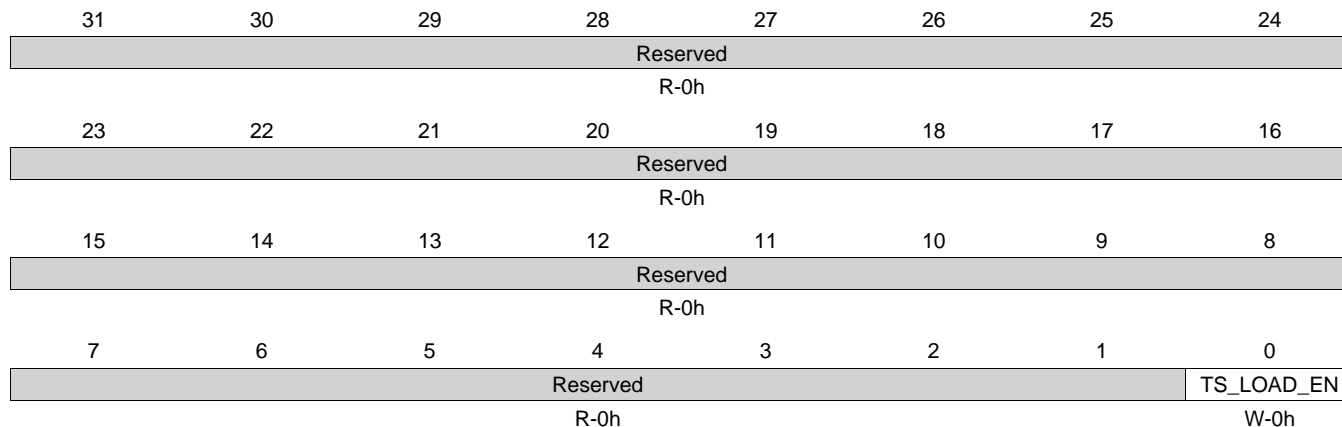 31 30 29 28 27 26 25 24
Reserved
R-0h
23 22 21 20 19 18 17 16
Reserved
R-0h
15 14 13 12 11 10 9 8
Reserved
R-0h
7 6 5 4 3 2 1 0
Reserved TS_LOAD_EN
R-0h W-0h